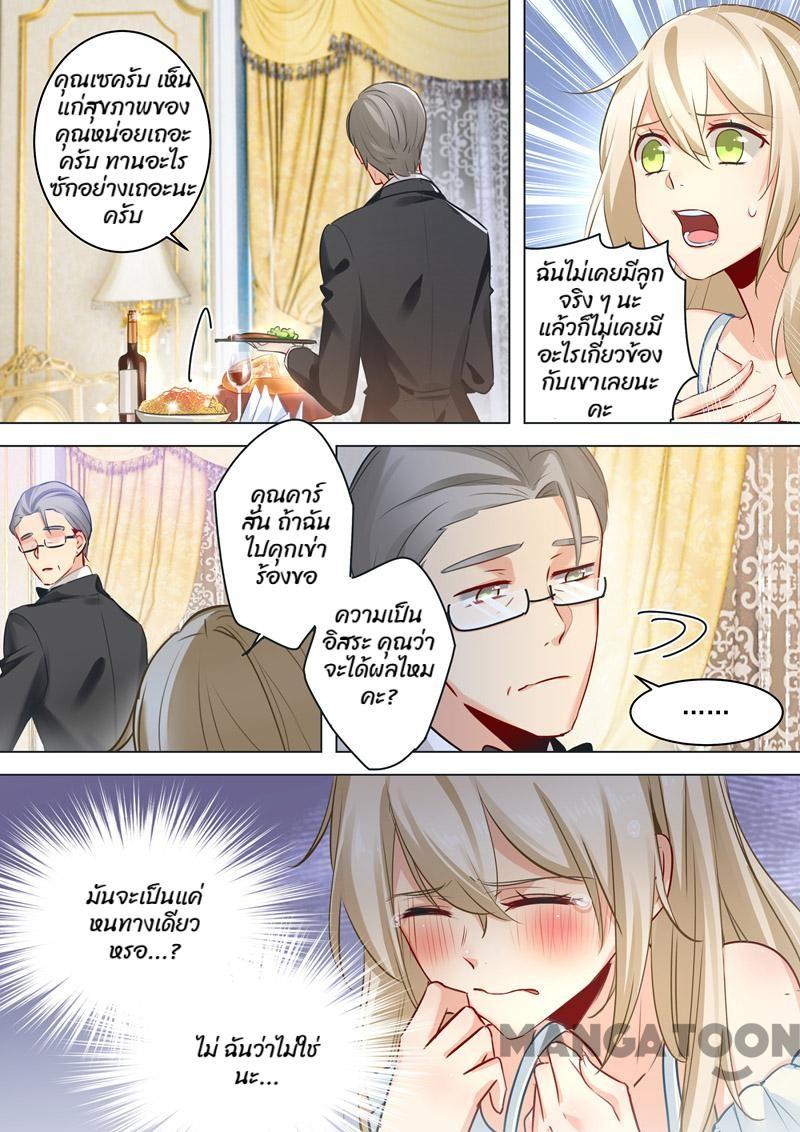 คุณเซครับ เห็น
แก่สุขภาพของ
คุณหน่อยเถอะ
ครับ ทานอะไร
ซักอย่างเถอะนะ
ครับ
ฉันไม่เคยมีลูก
จริง ๆ นะ
แล้วก็ไม่เคยมี
อะไรเกี่ยวข้อง
กับเขาเลยนะ
คะ
คุณคาร์
สัน ถ้าฉัน
ไปคุกเข่า
ร้องขอ
ความเป็น
อิสระ คุณว่า
จะได้ผลไหม
คะ?
......
มันจะเป็นแค่
หนทางเดียว
หรอ...?
ไม่ ฉันว่าไม่ใช่
นะ...
MANGATOON